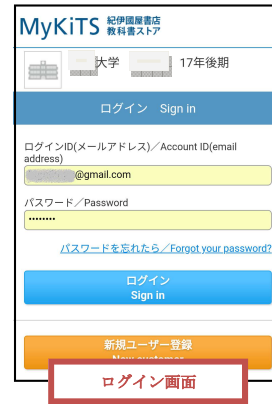 MyKiTS 紀伊國屋書店
教科書ストア
大学 17年後期
ログイン Sign in
ログインID(メールアドレス)／Account ID(email
address)
@gmail.com
パスワード／Password
••••••••
パスワードを忘れたら／Forgot your password?
ログイン
Sign in
新規ユーザー登録
New customer
ログイン画面